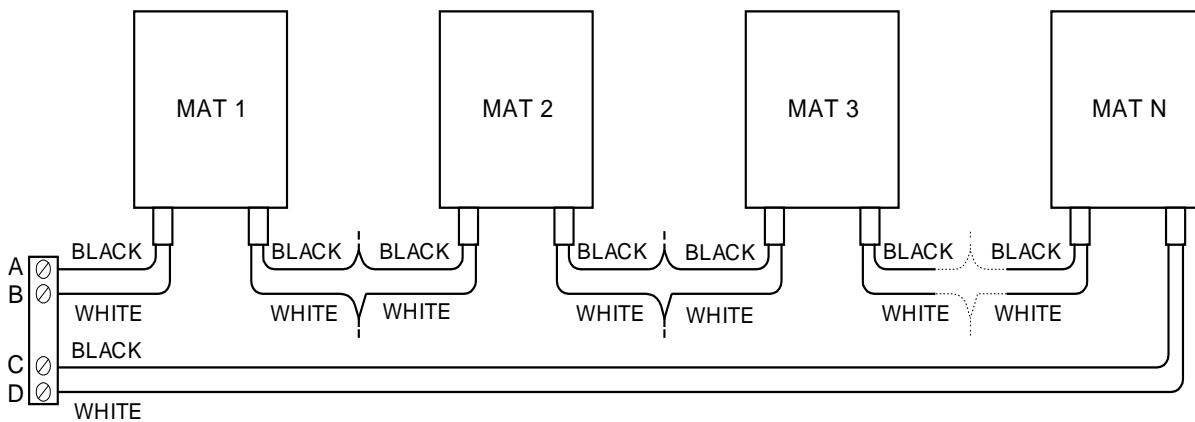 MAT 1 MAT 2 MAT 3 MAT N
BLACK BLACK BLACK BLACK BLACK BLACK BLACK
A
B
WHITE WHITE WHITE WHITE WHITE WHITE WHITE
C BLACK
D
WHITE